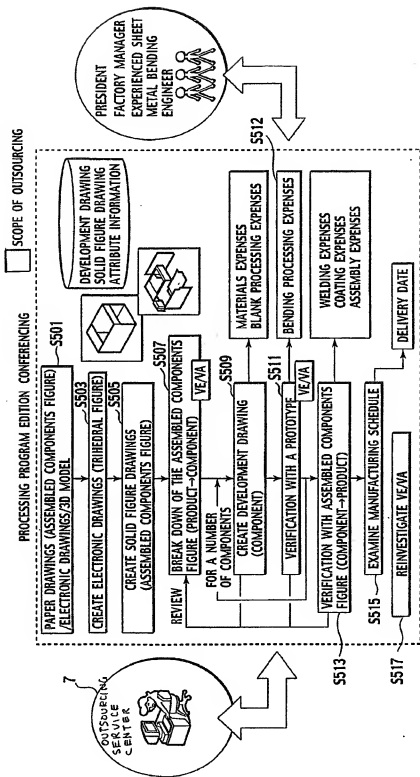 PROCESSING PROGRAM EDITION CONFERENCING
SCOPE OF OUTSOURCING
7
OUTSOURCING
SERVICE
CENTER
PRESIDENT
FACTORY MANAGER
EXPERIENCED SHEET
METAL BENDING
ENGINEER
S501
PAPER DRAWINGS (ASSEMBLED COMPONENTS FIGURE)
/ELECTRONIC DRAWINGS/3D MODEL
S503
CREATE ELECTRONIC DRAWINGS (TRIHEDRAL FIGURE)
S505
CREATE SOLID FIGURE DRAWINGS
(ASSEMBLED COMPONENTS FIGURE)
DEVELOPMENT DRAWING
SOLID FIGURE DRAWING
ATTRIBUTE INFORMATION
S507
REVIEW
BREAK DOWN OF THE ASSEMBLED COMPONENTS
FIGURE (PRODUCT→COMPONENT)
VE/VA
FOR A NUMBER
OF COMPONENTS
S509
CREATE DEVELOPMENT DRAWING
(COMPONENT)
MATERIALS EXPENSES
BLANK PROCESSING EXPENSES
S511
VERIFICATION WITH A PROTOTYPE
S512
BENDING PROCESSING EXPENSES
VE/VA
S513
VERIFICATION WITH ASSEMBLED COMPONENTS
FIGURE (COMPONENT→PRODUCT)
WELDING EXPENSES
COATING EXPENSES
ASSEMBLY EXPENSES
S515
EXAMINE MANUFACTURING SCHEDULE
DELIVERY DATE
S517
REINVESTIGATE VE/VA